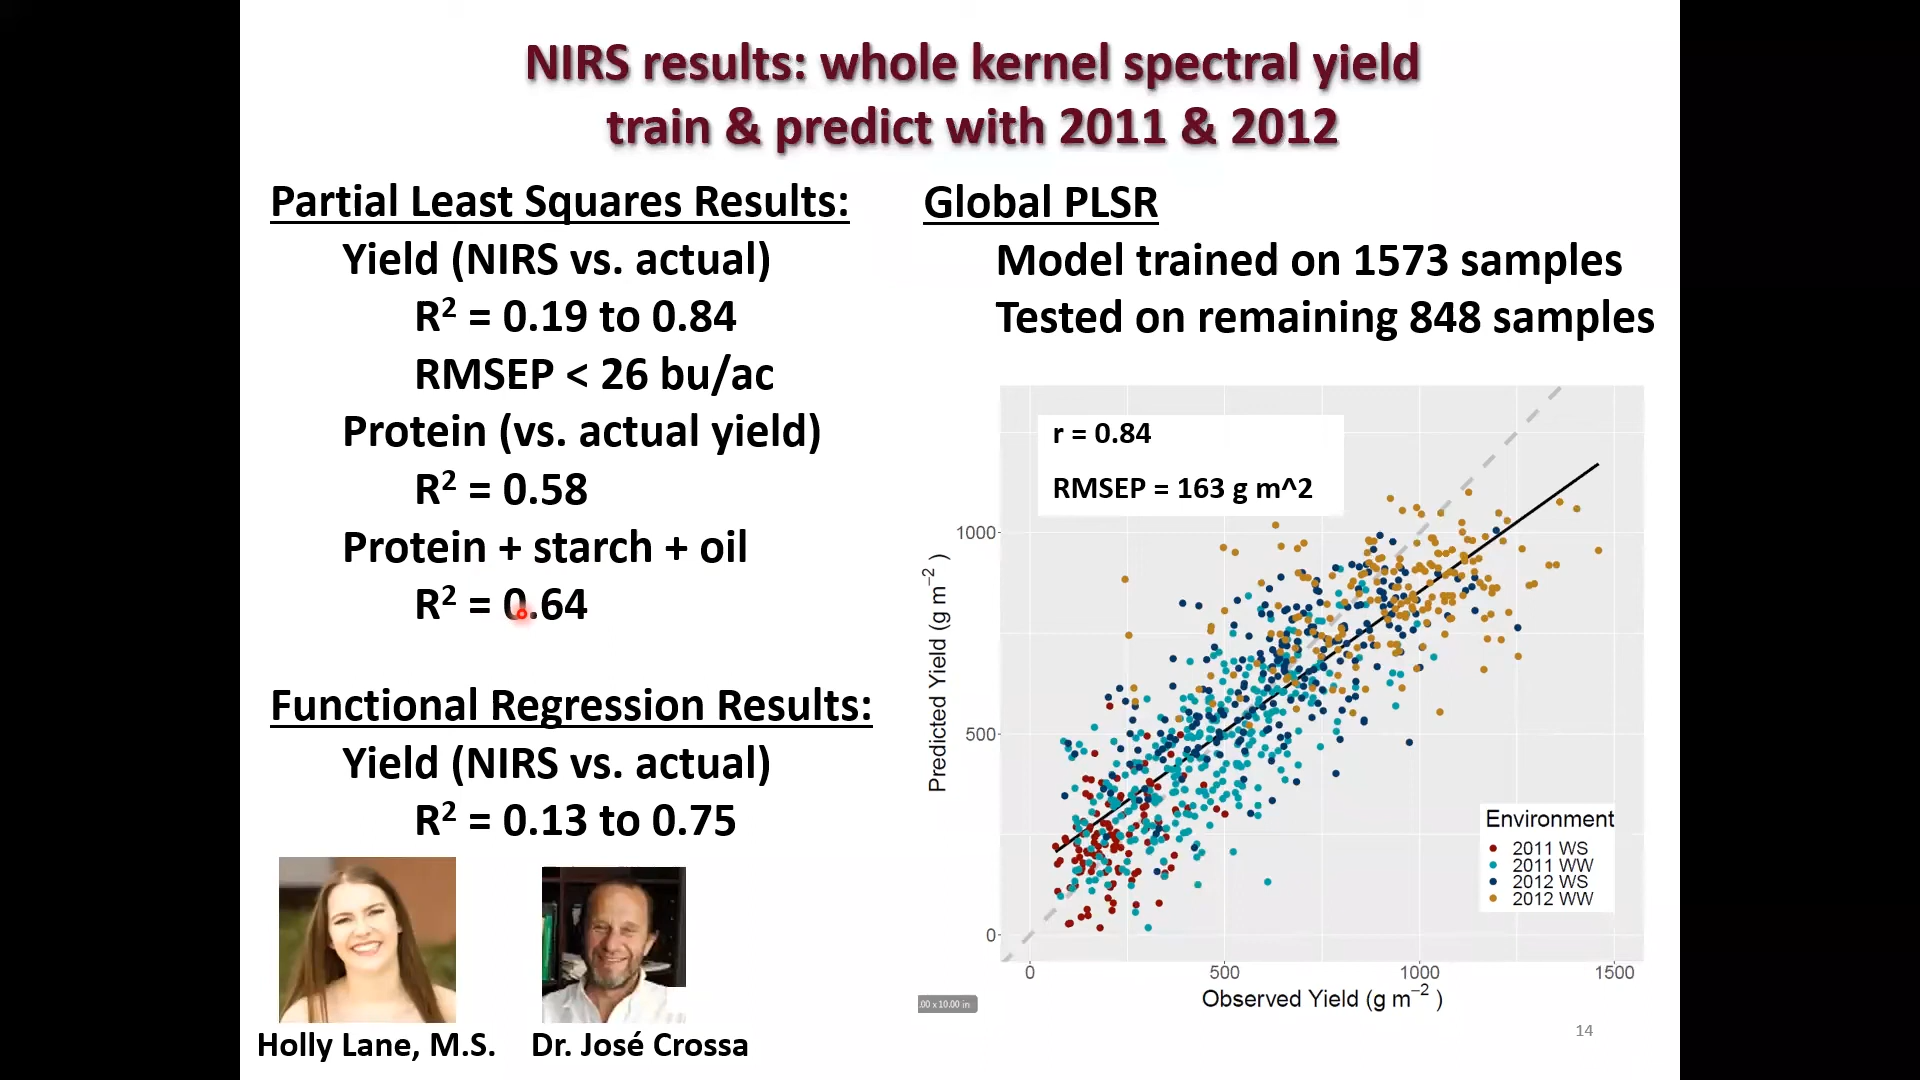 NIRS results: whole kernel spectral yield
train & predict with 2011 & 2012
Partial Least Squares Results:
Yield (NIRS vs. actual)
R² = 0.19 to 0.84
RMSEP < 26 bu/ac
Protein (vs. actual yield)
R² = 0.58
Protein + starch + oil
R² = 0.64
Functional Regression Results:
Yield (NIRS vs. actual)
R² = 0.13 to 0.75
Holly Lane, M.S.
Dr. José Crossa
Global PLSR
Model trained on 1573 samples
Tested on remaining 848 samples
r = 0.84
RMSEP = 163 g m^2
Predicted Yield (g m⁻² )
1000
500
0
0
500
1000
1500
Observed Yield (g m⁻² )
Environment
2011 WS
2011 WW
2012 WS
2012 WW
.00 x 10.00 in
14